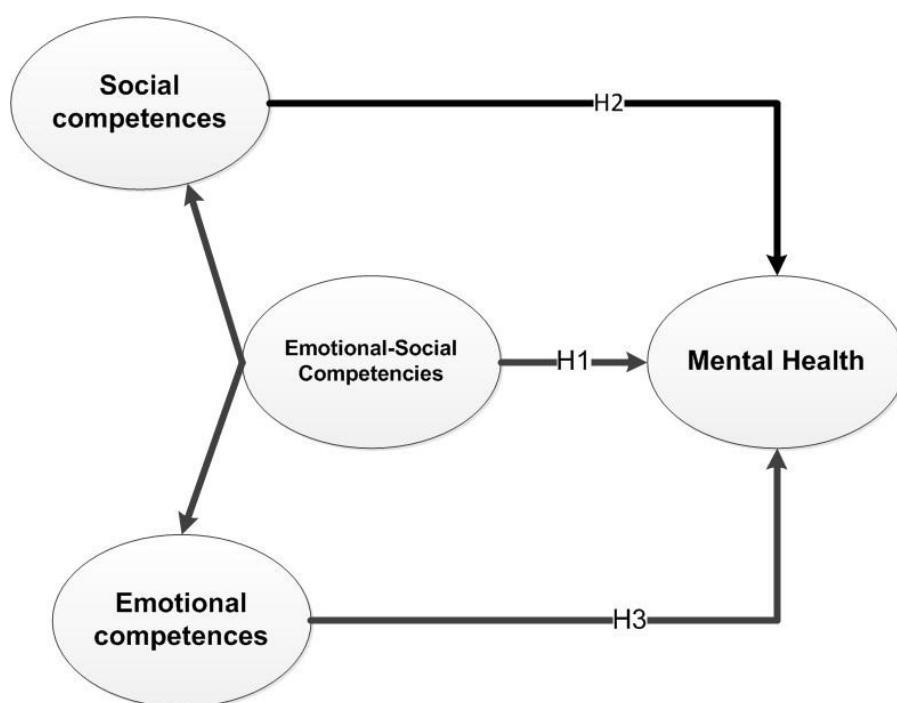 Social
competences
H2
Emotional-Social
Competencies
H1
Mental Health
Emotional
competences
H3